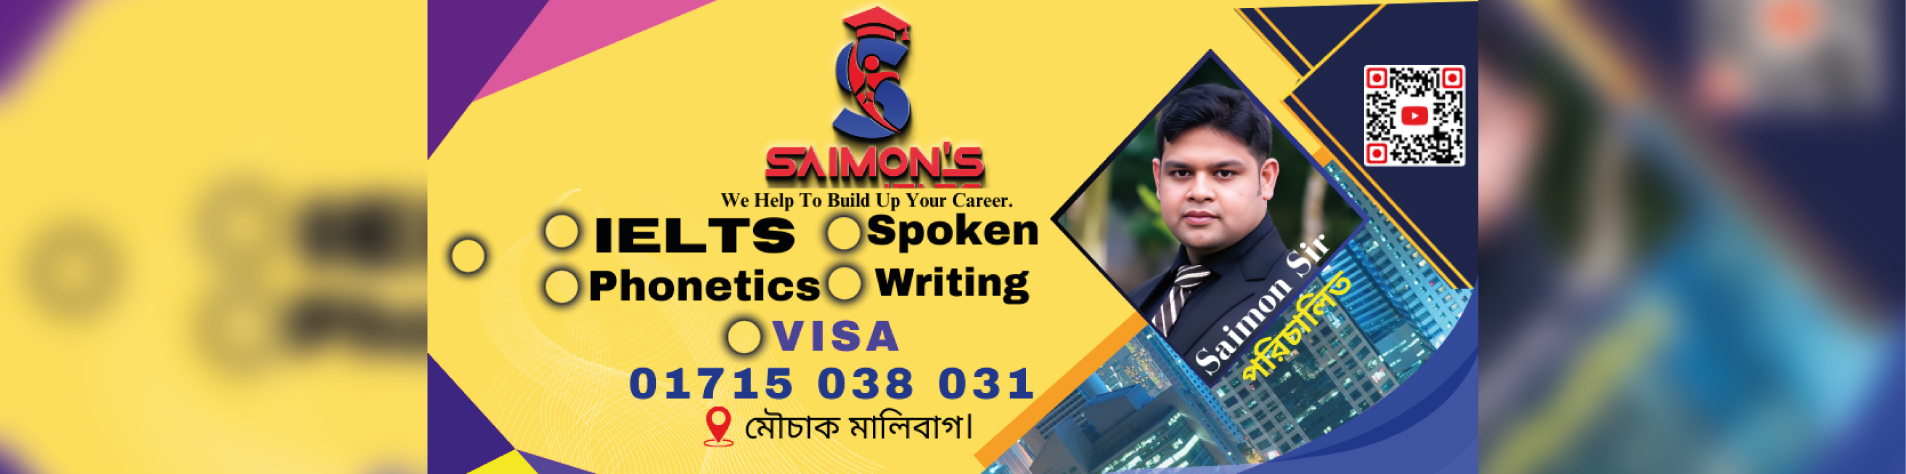 SAIMON'S
We Help To Build Up Your Career.
IELTS Spoken
Phonetics Writing
VISA
01715 038 031
মৌচাক মালিবাগ।
Saimon Sir
পরিচালিত